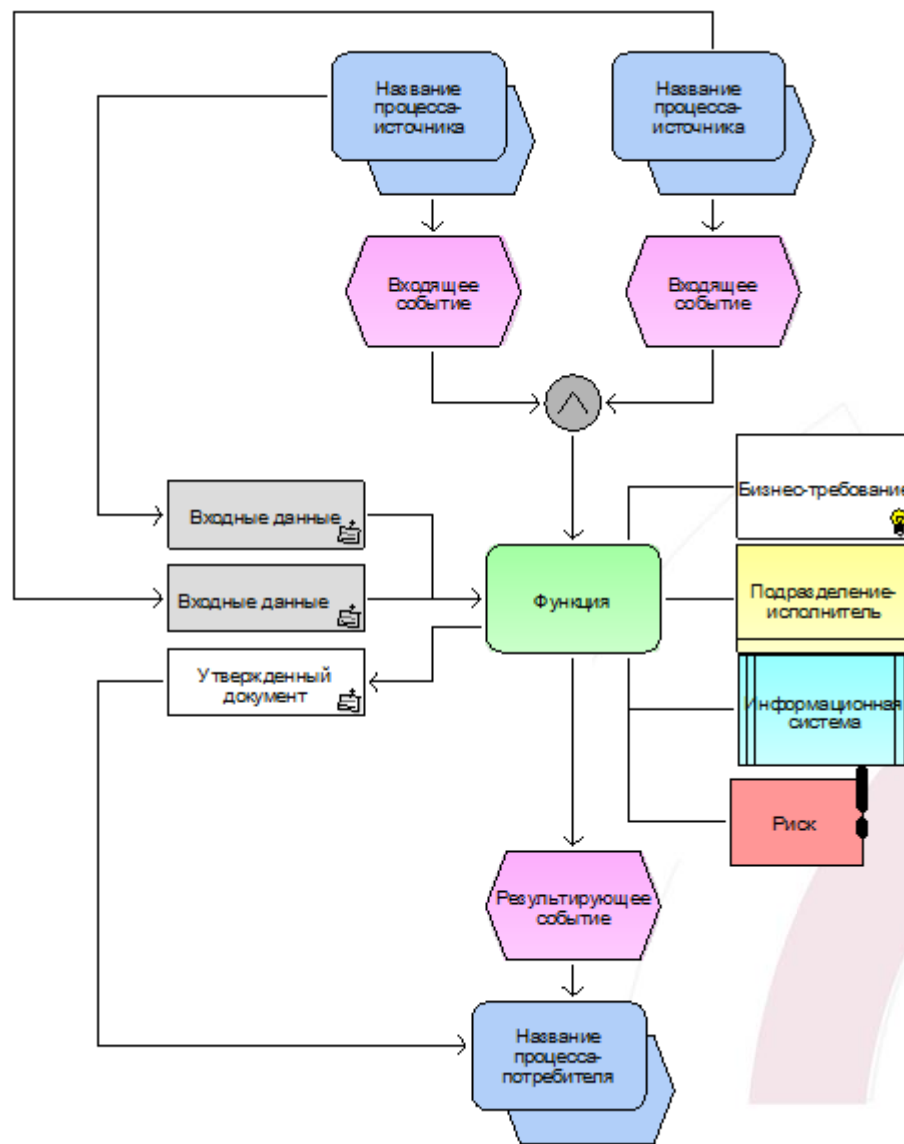 Название
процесса-
источника
Название
процесса-
источника
Входящее
событие
Входящее
событие
Бизнес-требование
Входные данные
Функция
Подразделение-
исполнитель
Входные данные
Утвержденный
документ
Информационная
система
Риск
Результирующее
событие
Название
процесса-
потребителя